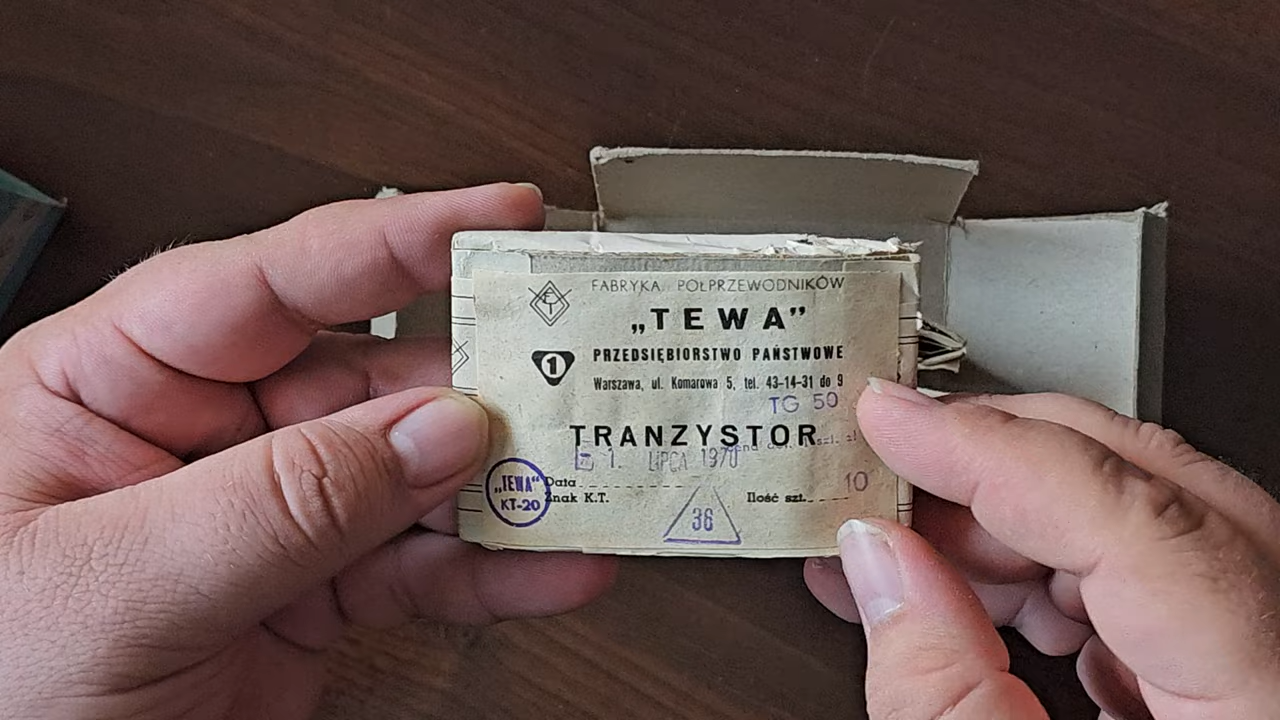 FABRYKA PÓŁPRZEWODNIKÓW
„TEWA”
1
PRZEDSIĘBIORSTWO PAŃSTWOWE
Warszawa, ul. Komarowa 5, tel. 43-14-31 do 9
TG 50
TRANZYSTOR
1. LIPCA 1970
„TEWA”
KT-20
Data
Znak K.T.
36
Ilość szt. 10